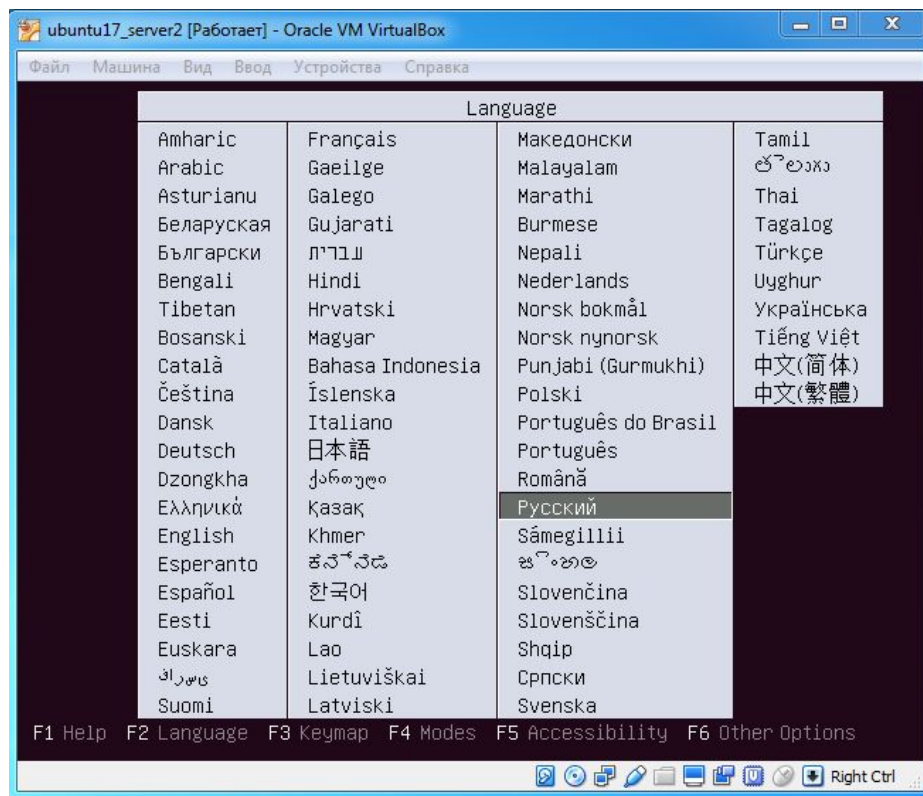 ubuntu17_server2 [Работает] - Oracle VM VirtualBox
Файл Машина Вид Ввод Устройства Справка
Language
Amharic
Arabic
Asturianu
Беларуская
Български
Bengali
Tibetan
Bosanski
Català
Čeština
Dansk
Deutsch
Dzongkha
Ελληνικά
English
Esperanto
Español
Eesti
Euskara
فارسی
Suomi
Français
Gaeilge
Galego
Gujarati
עברית
Hindi
Hrvatski
Magyar
Bahasa Indonesia
Íslenska
Italiano
日本語
ქართული
Қазақ
Khmer
ಕನ್ನಡ
한국어
Kurdî
Lao
Lietuviškai
Latviski
Македонски
Malayalam
Marathi
Burmese
Nepali
Nederlands
Norsk bokmål
Norsk nynorsk
Punjabi (Gurmukhi)
Polski
Português do Brasil
Português
Română
Русский
Sámegillii
සිංහල
Slovenčina
Slovenščina
Shqip
Српски
Svenska
Tamil
తెలుగు
Thai
Tagalog
Türkçe
Uyghur
Українська
Tiếng Việt
中文(简体)
中文(繁體)
F1 Help F2 Language F3 Keymap F4 Modes F5 Accessibility F6 Other Options
Right Ctrl